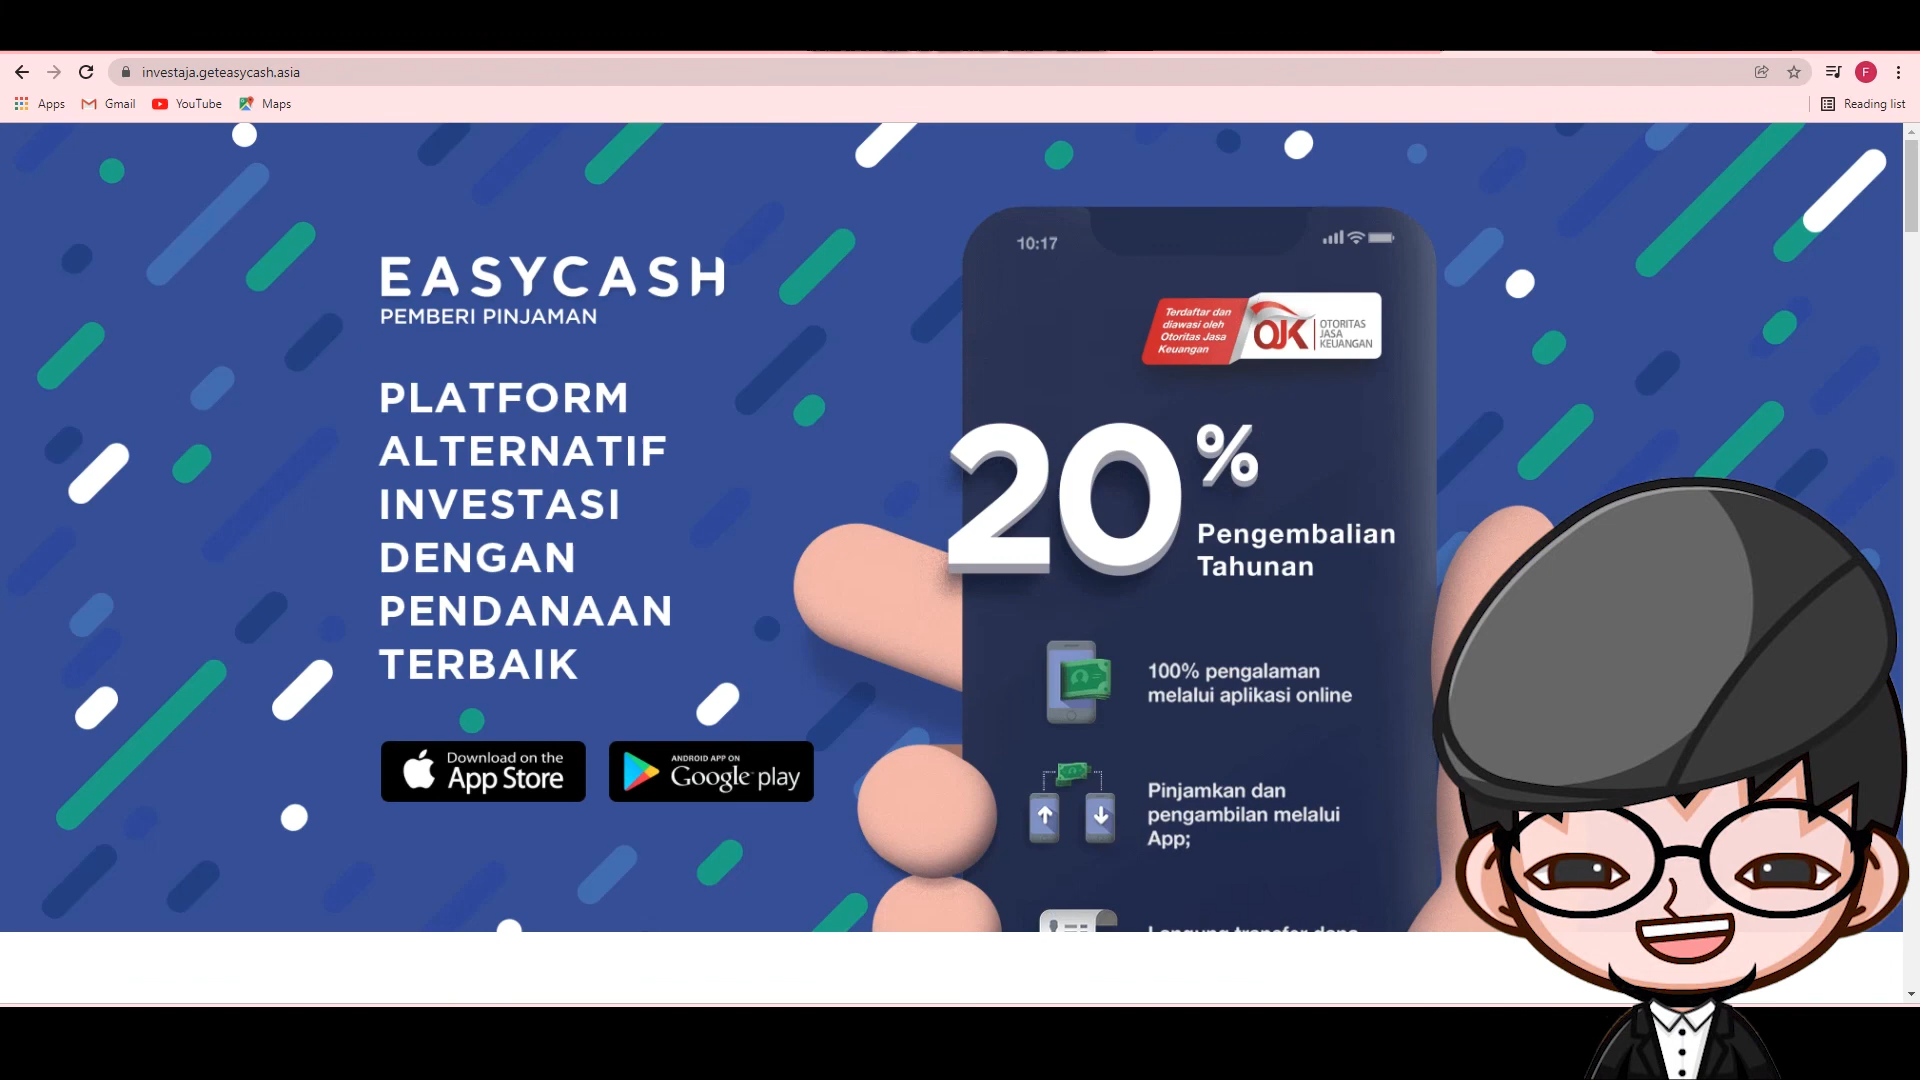 investaja.geteasycash.asia
F
Apps
Gmail
YouTube
Maps
Reading list
EASYCASH
PEMBERI PINJAMAN
PLATFORM
ALTERNATIF
INVESTASI
DENGAN
PENDANAAN
TERBAIK
Download on the
App Store
ANDROID APP ON
Google play
10:17
Terdaftar dan
diawasi oleh
Otoritas Jasa
Keuangan
OJK
OTORITAS
JASA
KEUANGAN
20%
Pengembalian
Tahunan
100% pengalaman
melalui aplikasi online
Pinjamkan dan
pengambilan melalui
App;